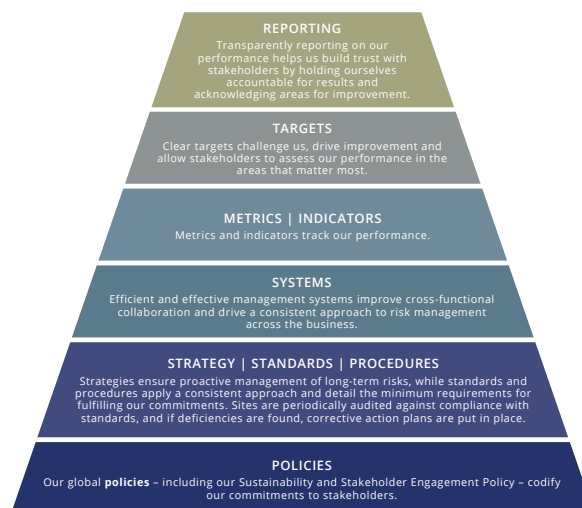 REPORTING
Transparently reporting on our
performance helps us build trust with
stakeholders by holding ourselves
accountable for results and
acknowledging areas for improvement.
TARGETS
Clear targets challenge us, drive improvement and
allow stakeholders to assess our performance in the
areas that matter most.
METRICS | INDICATORS
Metrics and indicators track our performance.
SYSTEMS
Efficient and effective management systems improve cross-functional
collaboration and drive a consistent approach to risk management
across the business.
STRATEGY | STANDARDS | PROCEDURES
Strategies ensure proactive management of long-term risks, while standards and
procedures apply a consistent approach and detail the minimum requirements for
fulfilling our commitments. Sites are periodically audited against compliance with
standards, and if deficiencies are found, corrective action plans are put in place.
POLICIES
Our global policies – including our Sustainability and Stakeholder Engagement Policy – codify
our commitments to stakeholders.